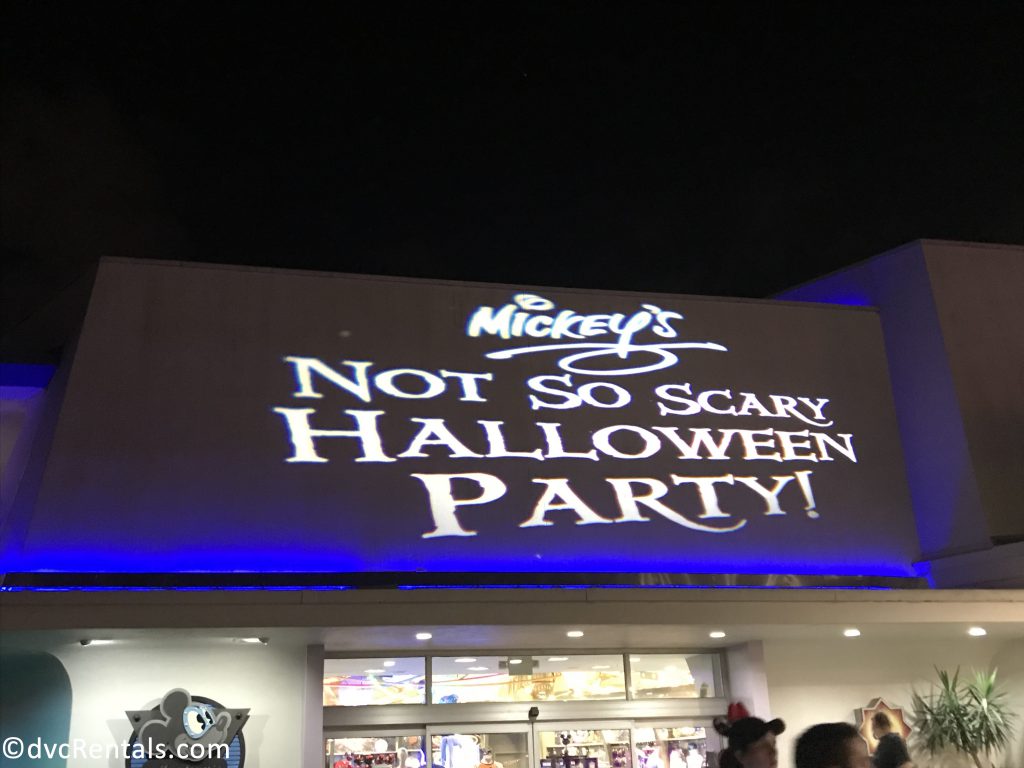 Mickey's
Not So Scary
Halloween
Party!
©dvcRentals.com